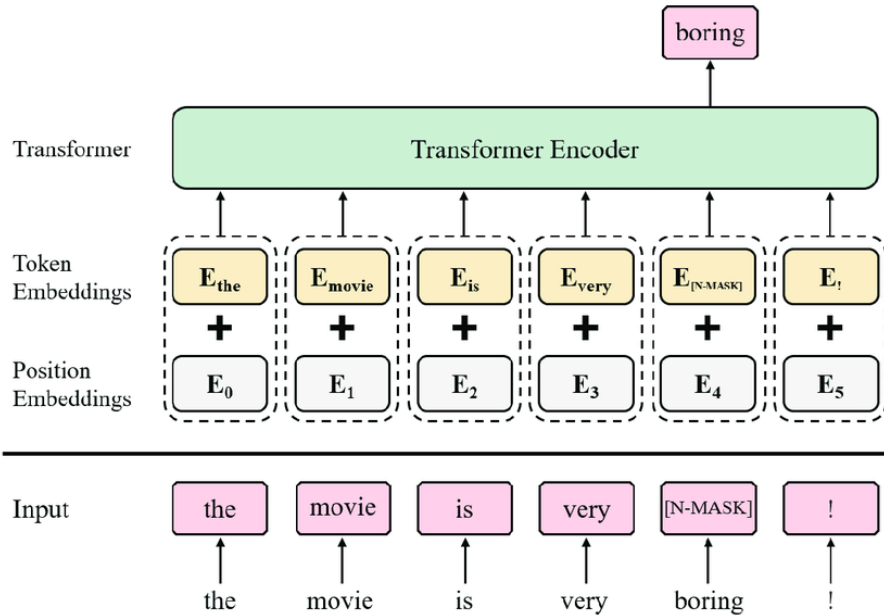 boring
Transformer
Transformer Encoder
Token
Embeddings
E_the E_movie E_is E_very E_[N-MASK] E_!
+ + + + + +
Position
Embeddings
E_0 E_1 E_2 E_3 E_4 E_5
Input
the movie is very [N-MASK] !
the movie is very boring !